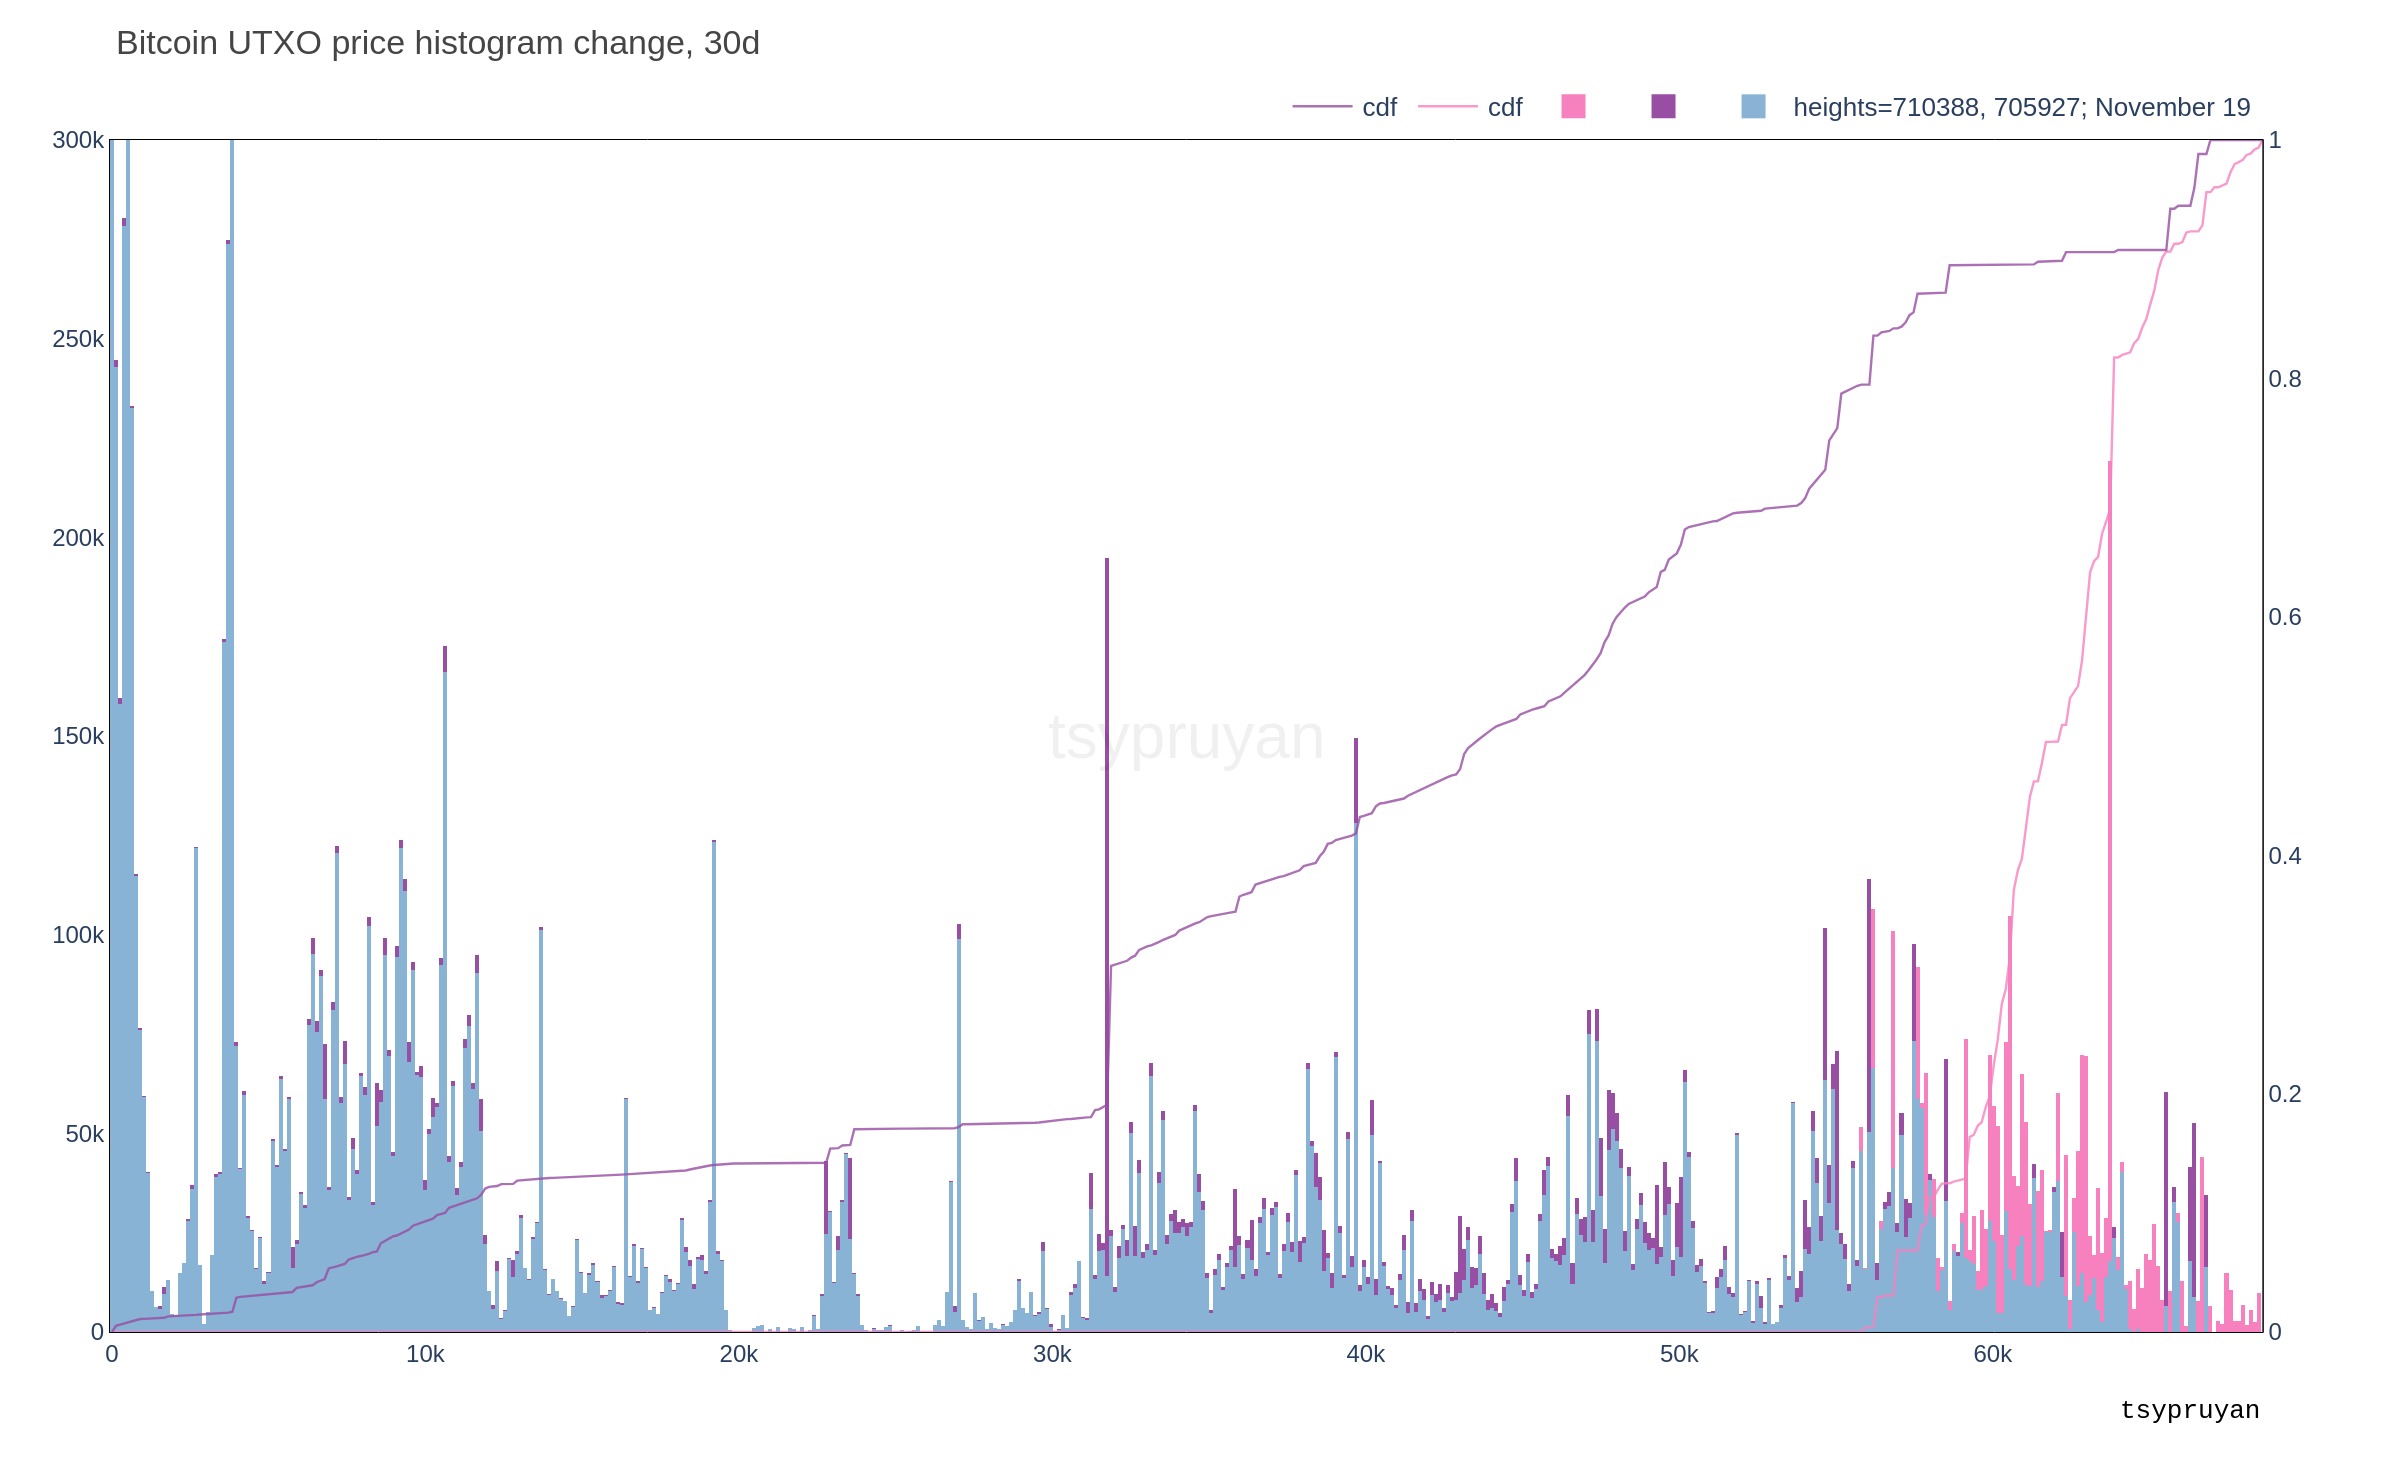 Bitcoin UTXO price histogram change, 30d
cdf cdf heights=710388, 705927; November 19
300k 1
250k
0.8
200k
0.6
tsypruyan
150k
0.4
100k
0.2
50k
0 0
0 10k 20k 30k 40k 50k 60k
tsypruyan